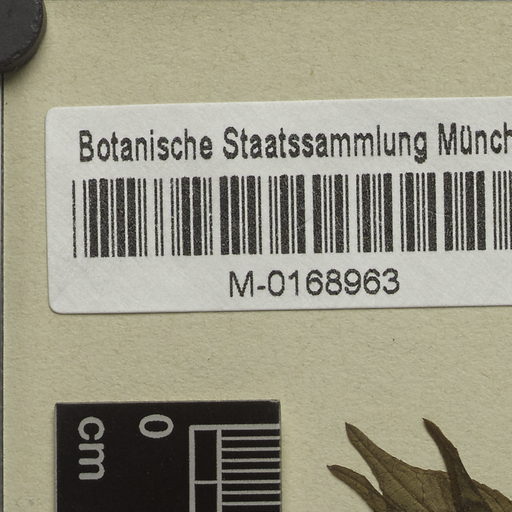 Botanische Staatssammlung Münch
M-0168963
0
cm